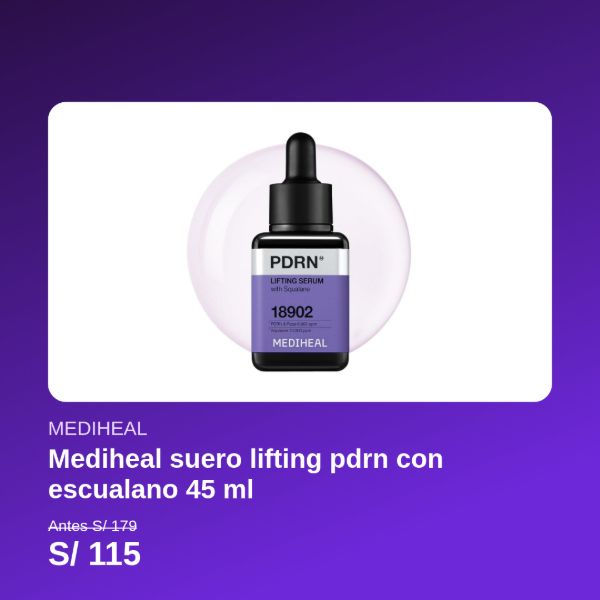 PDRN
LIFTING SERUM
with Squalane
18902
MEDIHEAL
MEDIHEAL
Mediheal suero lifting pdrn con
escualano 45 ml
Antes S/ 179
S/ 115